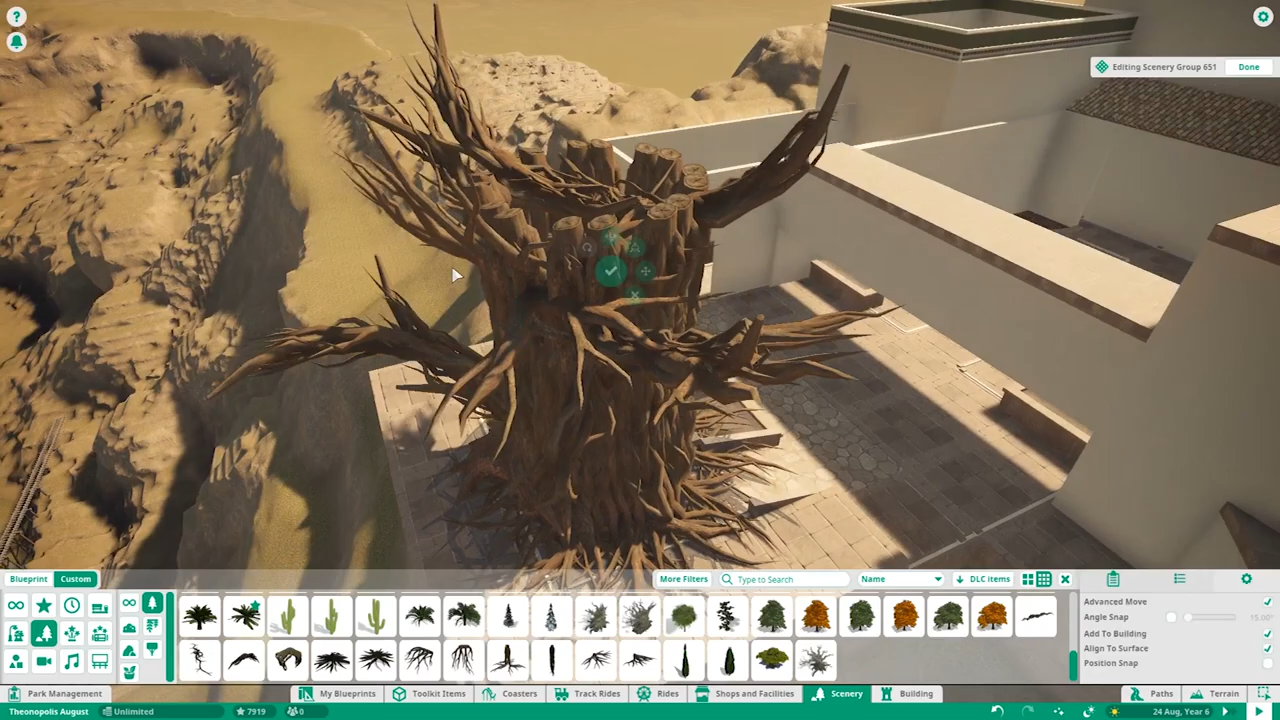 ?
Editing Scenery Group 651 Done
Blueprint Custom More Filters Type to Search Name DLC items
Advanced Move
Angle Snap 15.00°
Add To Building
Align To Surface
Position Snap
Park Management My Blueprints Toolkit Items Coasters Track Rides Rides Shops and Facilities Scenery Building Paths Terrain
Theonopolis August Unlimited 7919 0 24 Aug, Year 6